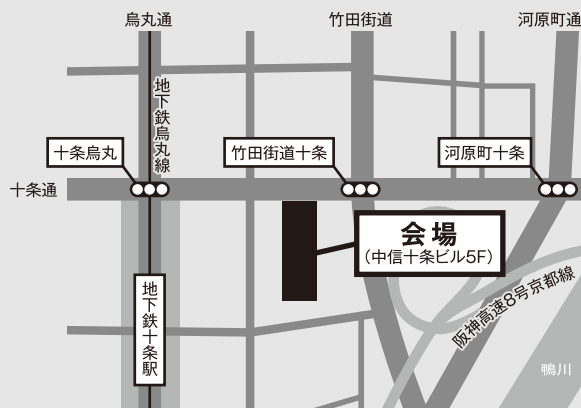 烏丸通
竹田街道
河原町通
地下鉄烏丸線
十条烏丸
竹田街道十条
河原町十条
十条通
会場
(中信十条ビル5F)
地下鉄十条駅
阪神高速8号京都線
鴨川